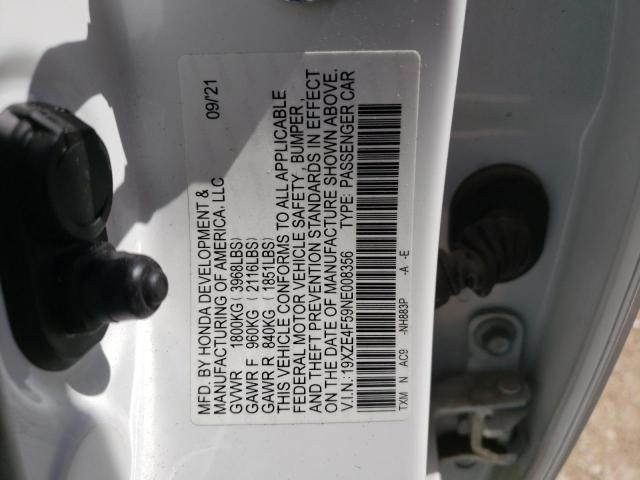 MFD. BY HONDA DEVELOPMENT &
MANUFACTURING OF AMERICA, LLC 09/'21
GVWR 1800KG (3968LBS)
GAWR F 960KG (2116LBS)
GAWR R 840KG (1851LBS)
THIS VEHICLE CONFORMS TO ALL APPLICABLE
FEDERAL MOTOR VEHICLE SAFETY, BUMPER,
AND THEFT PREVENTION STANDARDS IN EFFECT
ON THE DATE OF MANUFACTURE SHOWN ABOVE.
V.I.N.: 19XZE4F59NE008356 TYPE: PASSENGER CAR
TXM N AC9 -NH883P -A -E